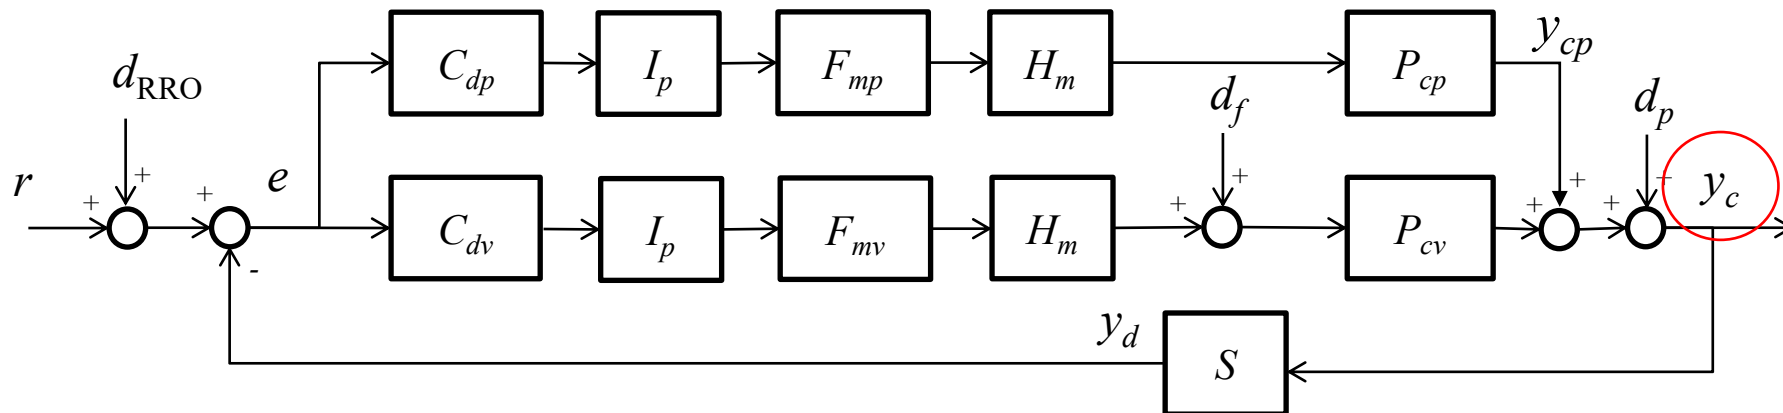 C_dp I_p F_mp H_m P_cp y_cp
d_RRO d_f d_p
r + + + e + + + + + + + y_c
C_dv I_p F_mv H_m P_cv
-
y_d S